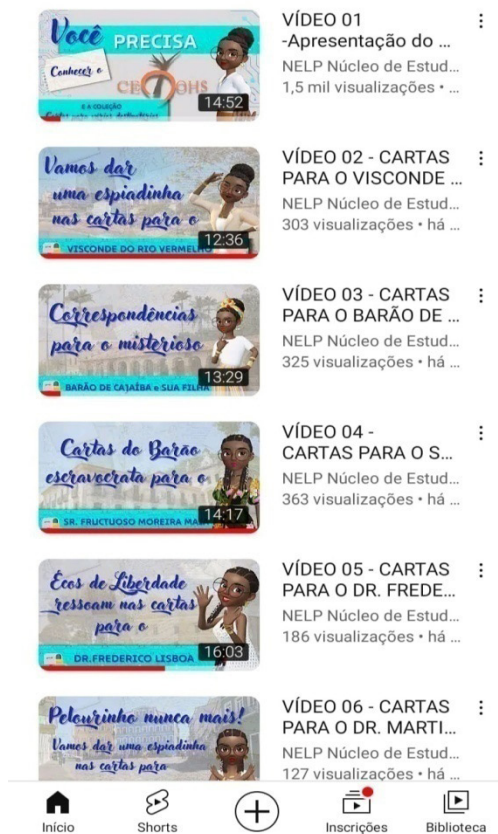 Você PRECISA
Conhecer o
CE DOHS
E A COLEÇÃO
Cartas para vários destinatários
14:52
VÍDEO 01
-Apresentação do ...
NELP Núcleo de Estud...
1,5 mil visualizações • ...
Vamos dar
uma espiadinha
nas cartas para o
VISCONDE DO RIO VERMELHO
12:36
VÍDEO 02 - CARTAS
PARA O VISCONDE ...
NELP Núcleo de Estud...
303 visualizações • há ...
Correspondências
para o misterioso
BARÃO DE CAJAÍBA e SUA FILHA
13:29
VÍDEO 03 - CARTAS
PARA O BARÃO DE ...
NELP Núcleo de Estud...
325 visualizações • há ...
Cartas do Barão
escravocrata para o
SR. FRUCTUOSO MOREIRA
14:17
VÍDEO 04 -
CARTAS PARA O S...
NELP Núcleo de Estud...
363 visualizações • há ...
Écos de Liberdade
ressoam nas cartas
para o
DR.FREDERICO LISBOA
16:03
VÍDEO 05 - CARTAS
PARA O DR. FREDE...
NELP Núcleo de Estud...
186 visualizações • há ...
Pelourinho nunca mais!
Vamos dar uma espiadinha
nas cartas para
VÍDEO 06 - CARTAS
PARA O DR. MARTI...
NELP Núcleo de Estud...
127 visualizações • há ...
Início
Shorts
Inscrições
Biblioteca